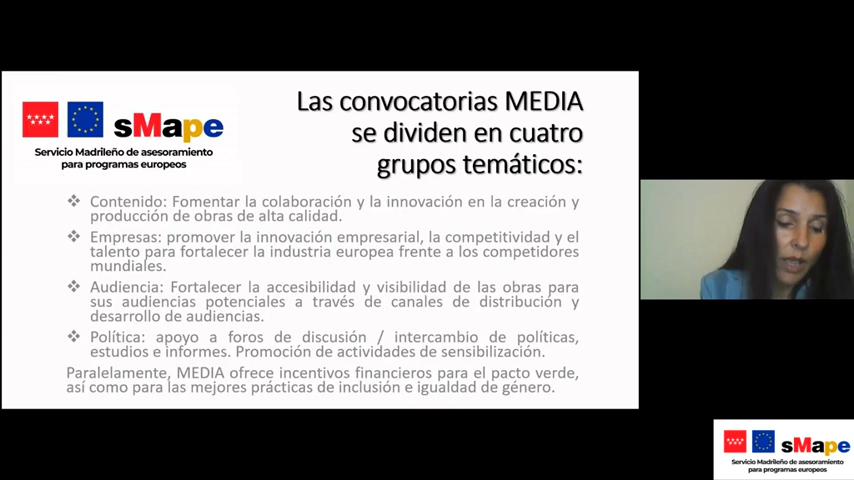 sMape
Servicio Madrileño de asesoramiento
para programas europeos
Las convocatorias MEDIA
se dividen en cuatro
grupos temáticos:
❖ Contenido: Fomentar la colaboración y la innovación en la creación y
producción de obras de alta calidad.
❖ Empresas: promover la innovación empresarial, la competitividad y el
talento para fortalecer la industria europea frente a los competidores
mundiales.
❖ Audiencia: Fortalecer la accesibilidad y visibilidad de las obras para
sus audiencias potenciales a través de canales de distribución y
desarrollo de audiencias.
❖ Política: apoyo a foros de discusión / intercambio de políticas,
estudios e informes. Promoción de actividades de sensibilización.
Paralelamente, MEDIA ofrece incentivos financieros para el pacto verde,
así como para las mejores prácticas de inclusión e igualdad de género.
sMape
Servicio Madrileño de asesoramiento
para programas europeos